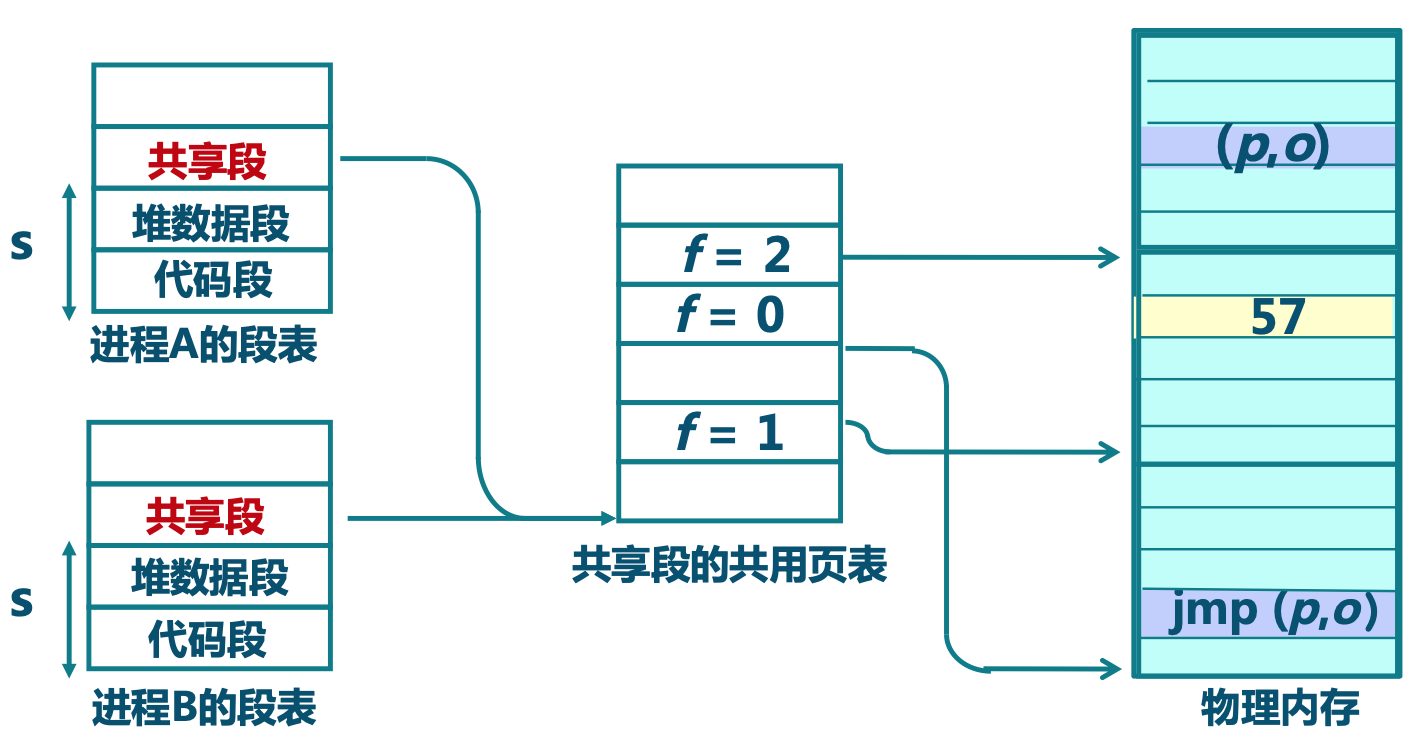 共享段
堆数据段
代码段
s
进程A的段表
共享段
堆数据段
代码段
s
进程B的段表
f = 2
f = 0
f = 1
共享段的共用页表
(p,o)
57
jmp (p,o)
物理内存